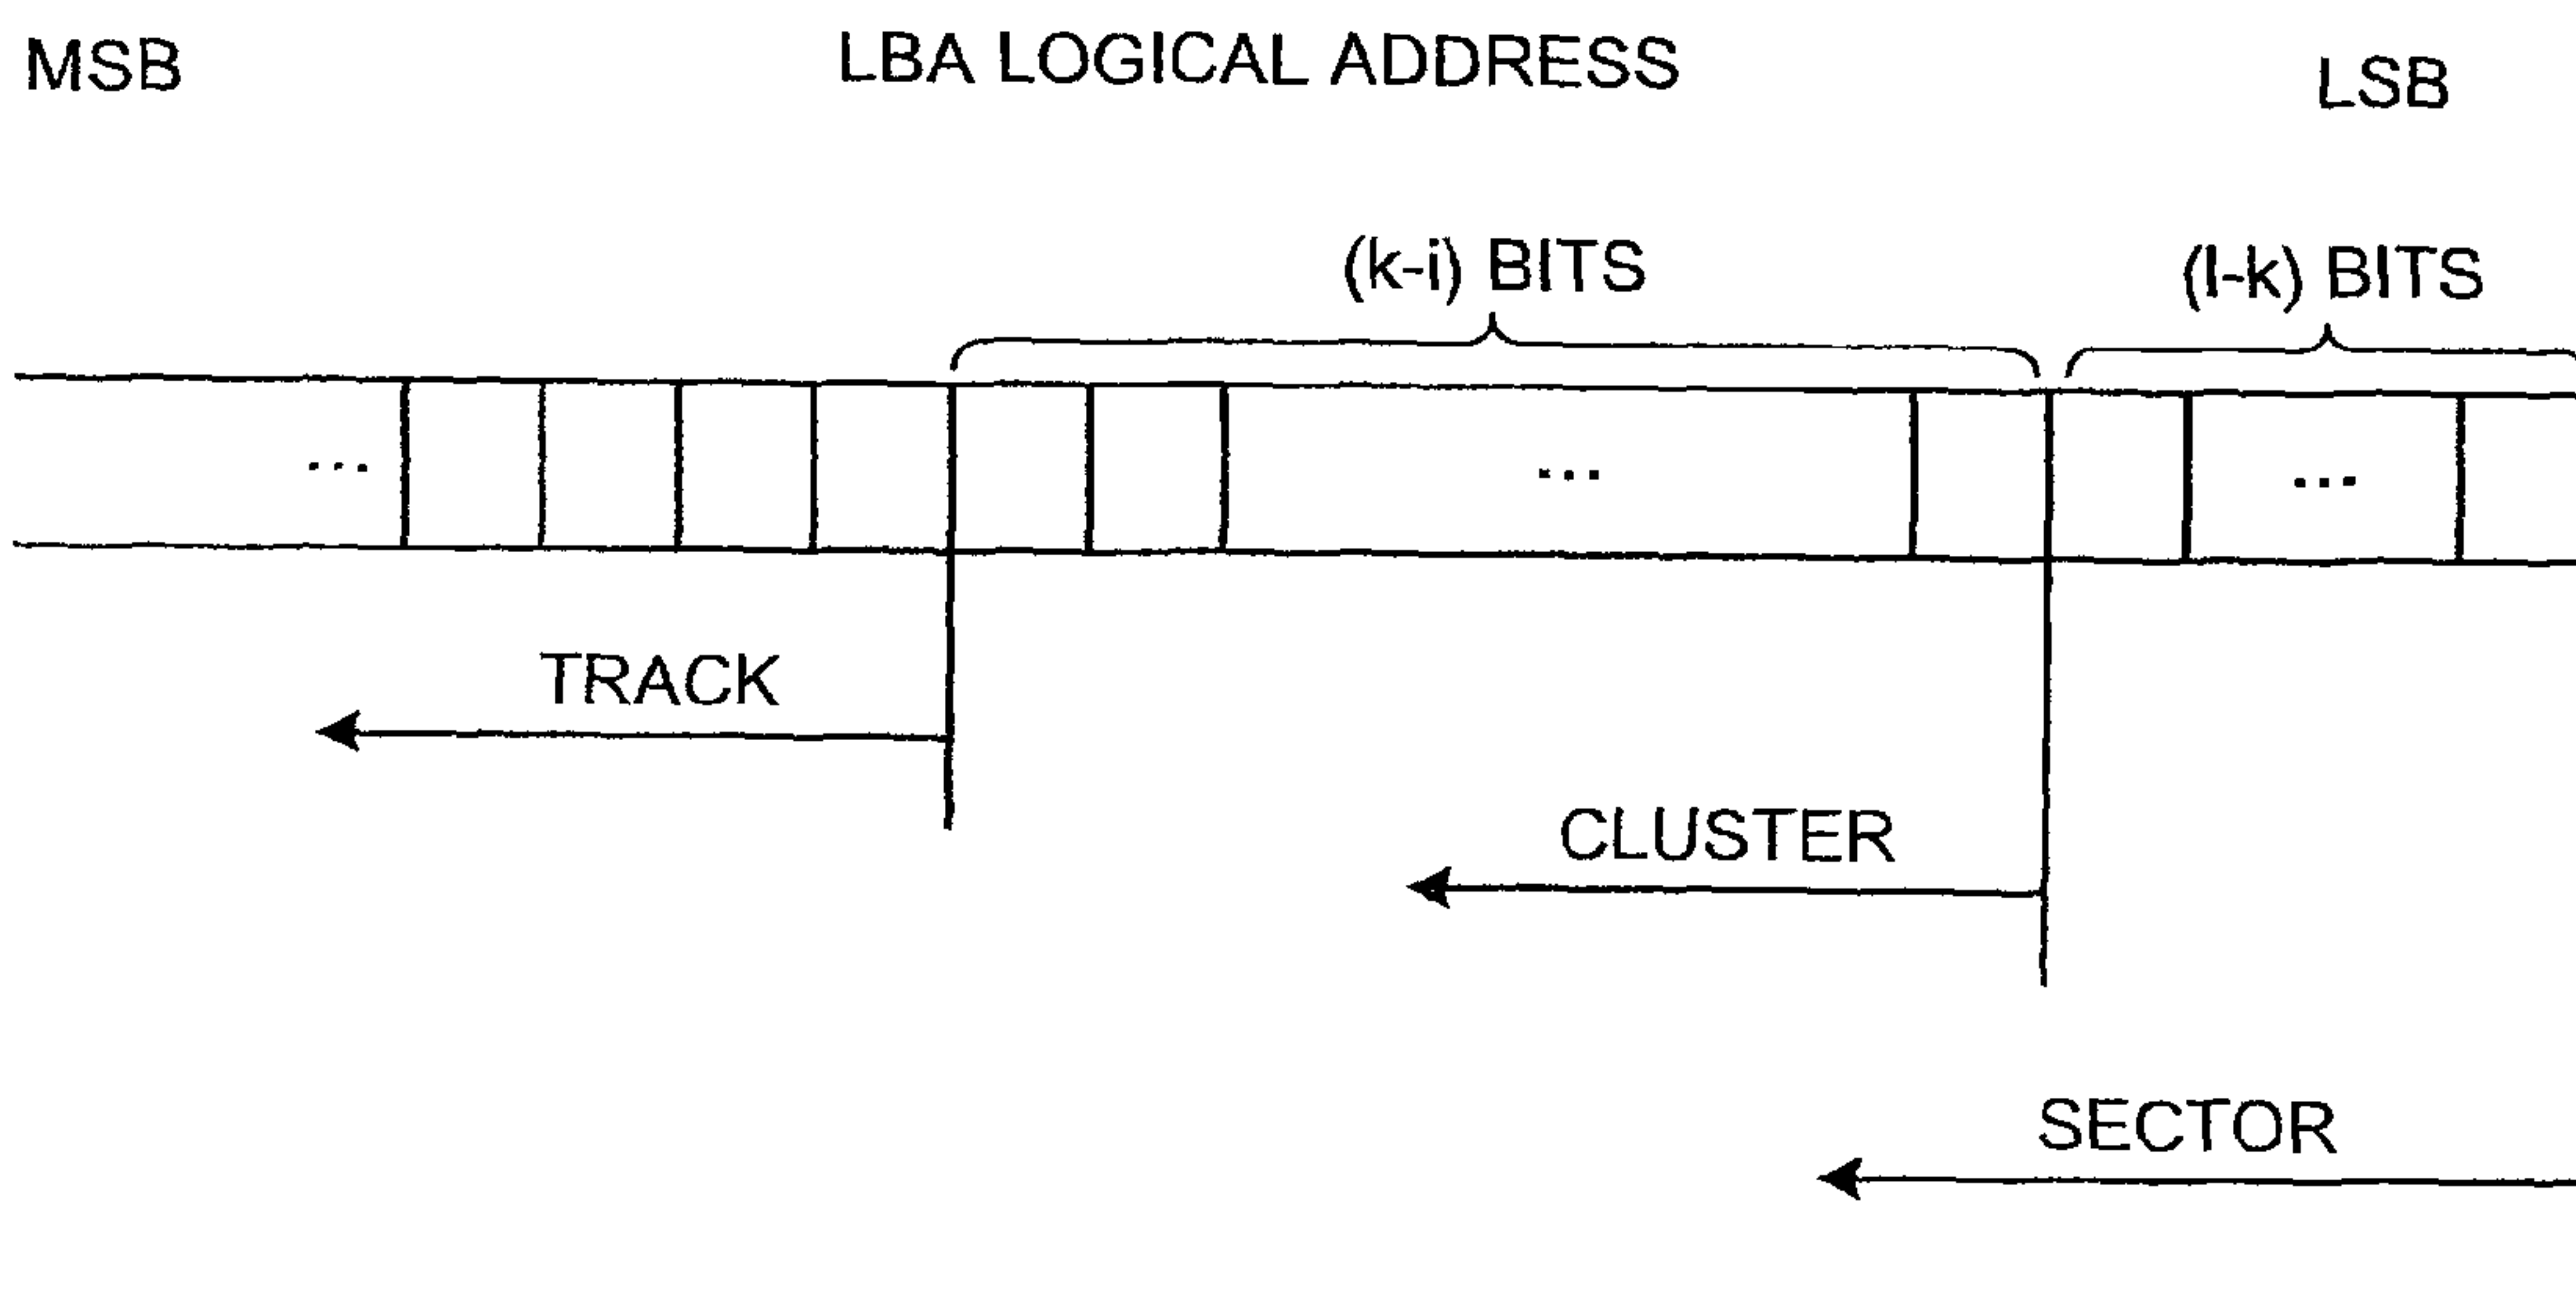 MSB LBA LOGICAL ADDRESS LSB
(k-i) BITS (l-k) BITS
... ... ...
TRACK
CLUSTER
SECTOR